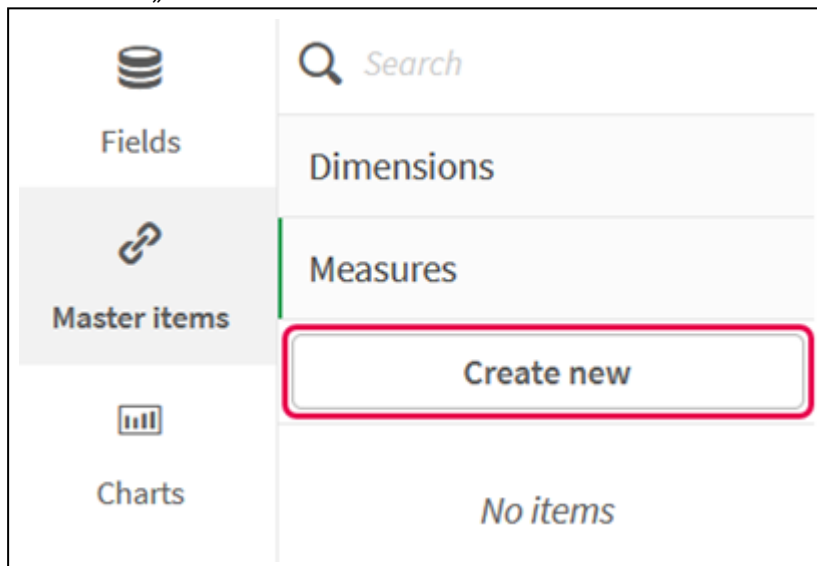 „
Search
Fields
Dimensions
Measures
Master items
Create new
Charts
No items